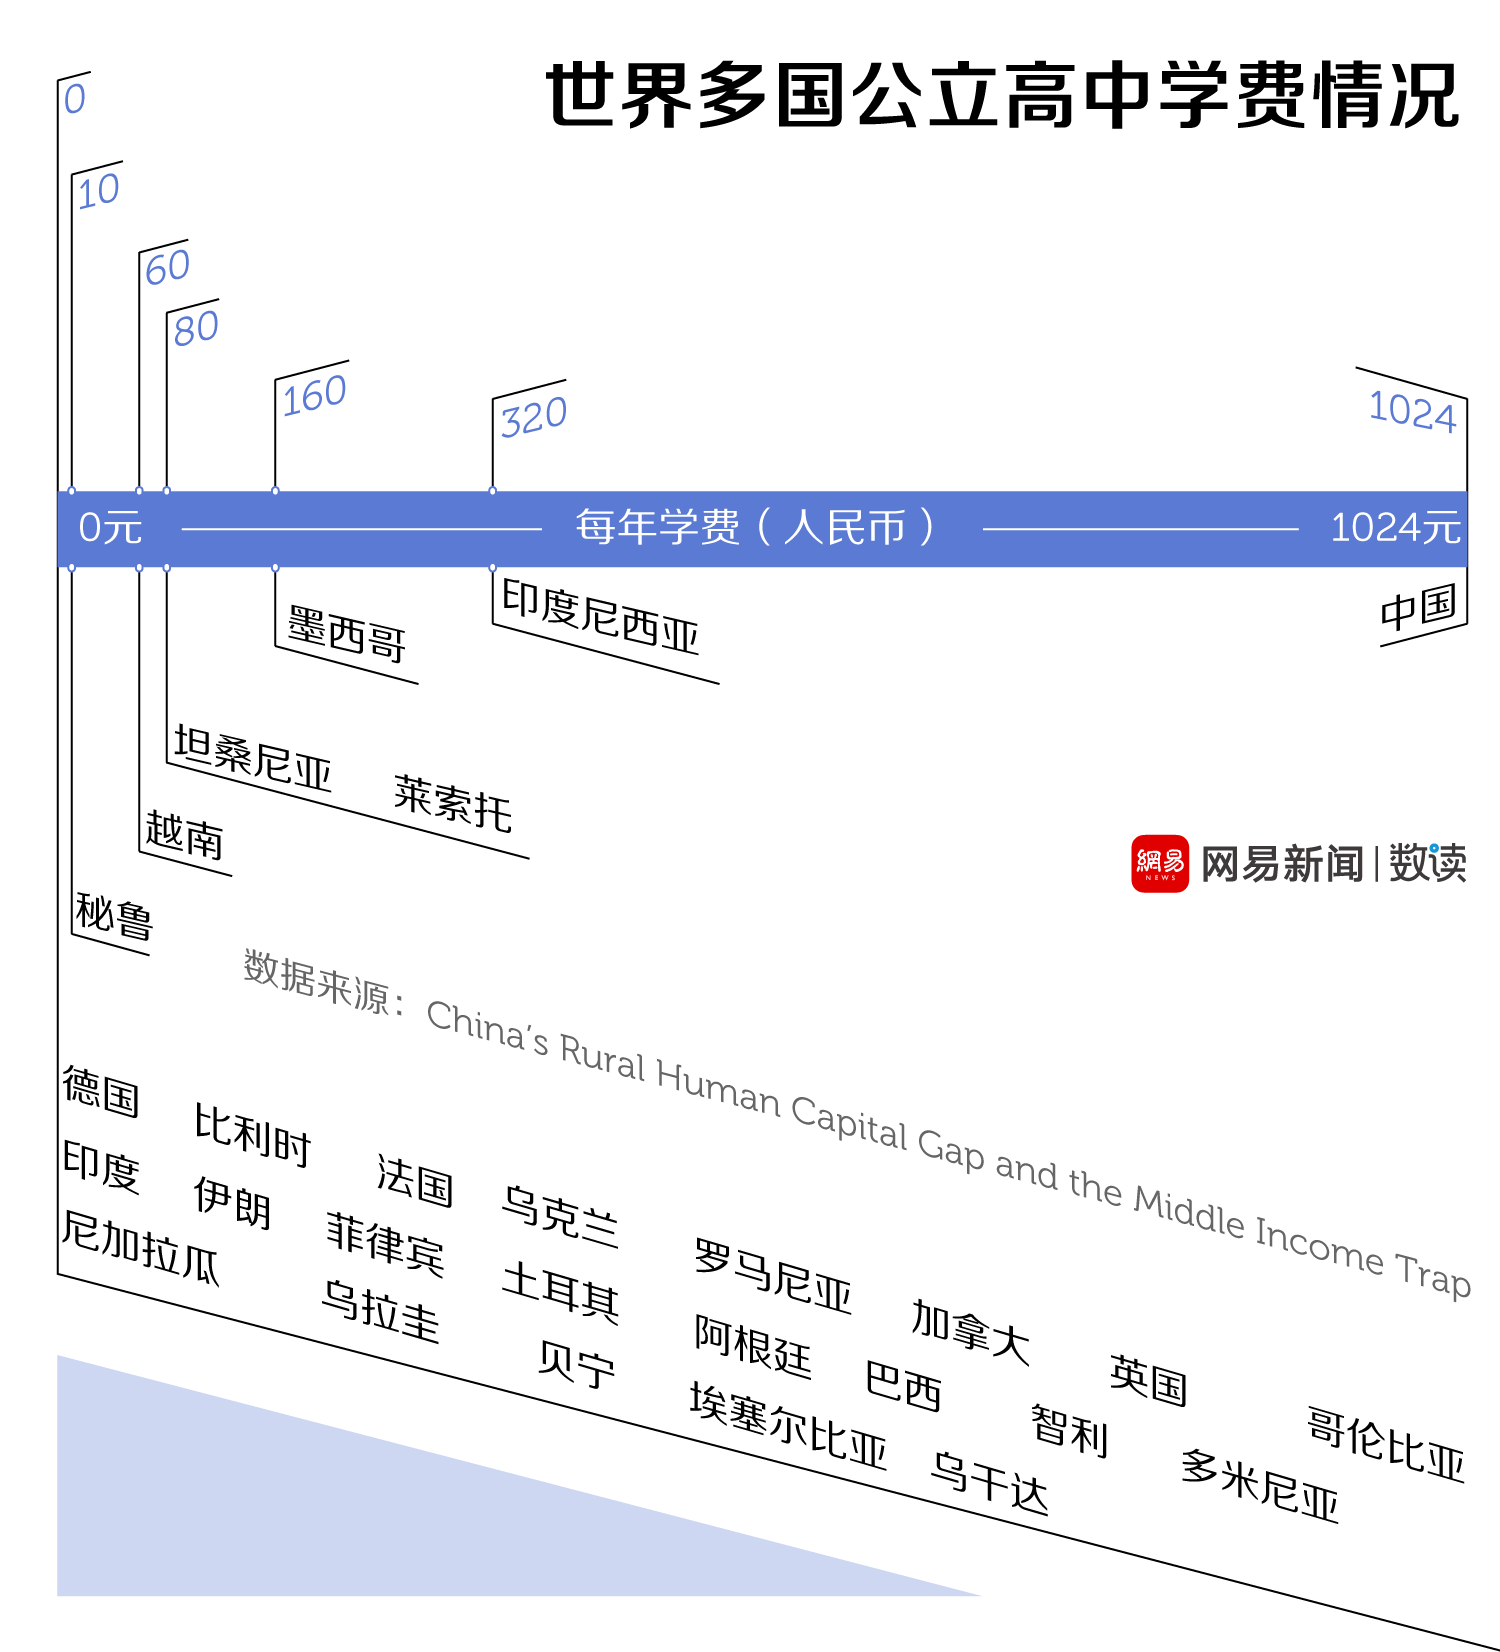 世界多国公立高中学费情况
0
10
60
80
160
320
1024
0元
每年学费（人民币）
1024元
墨西哥
印度尼西亚
中国
坦桑尼亚 莱索托
越南
秘鲁
網易
NEWS
网易新闻|数读
数据来源：China's Rural Human Capital Gap and the Middle Income Trap
德国 比利时 法国 乌克兰 罗马尼亚 加拿大 英国 哥伦比亚
印度 伊朗 菲律宾 土耳其 阿根廷 巴西 智利 多米尼亚
尼加拉瓜 乌拉圭 贝宁 埃塞尔比亚 乌干达